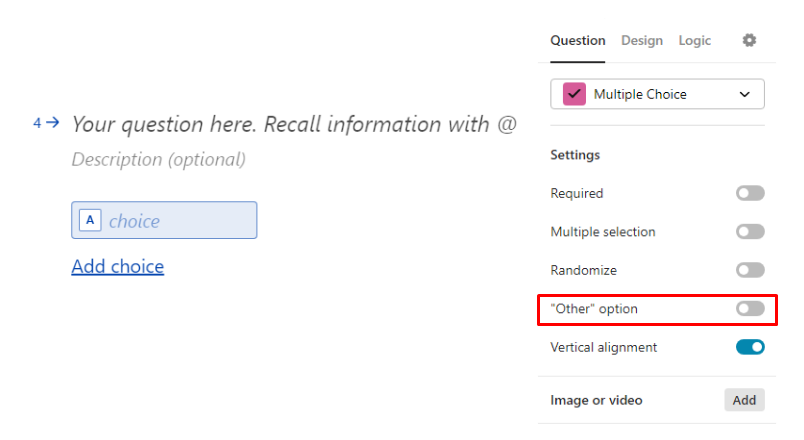 Question Design Logic
Multiple Choice
4 → Your question here. Recall information with @
Description (optional)
A choice
Add choice
Settings
Required
Multiple selection
Randomize
"Other" option
Vertical alignment
Image or video Add